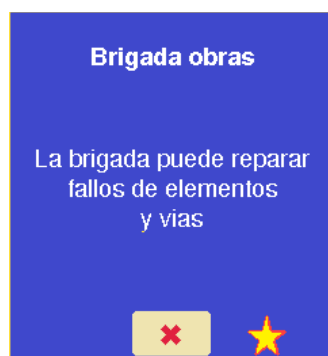 Brigada obras
La brigada puede reparar
fallos de elementos
y vias